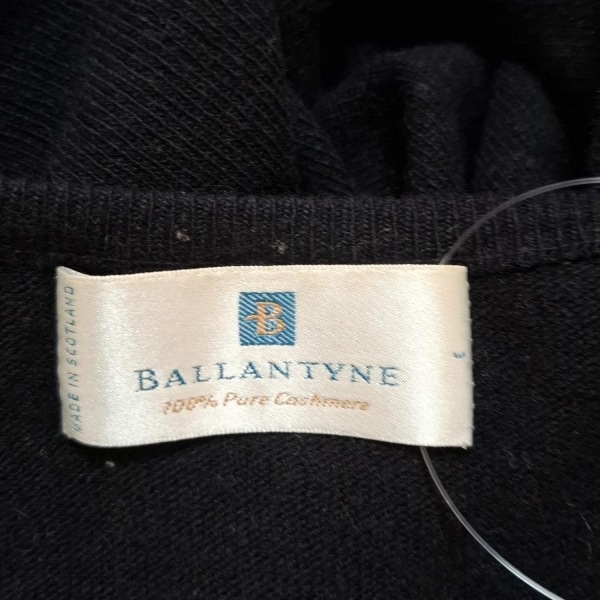 MADE IN SCOTLAND
B
BALLANTYNE
100% Pure Cashmere